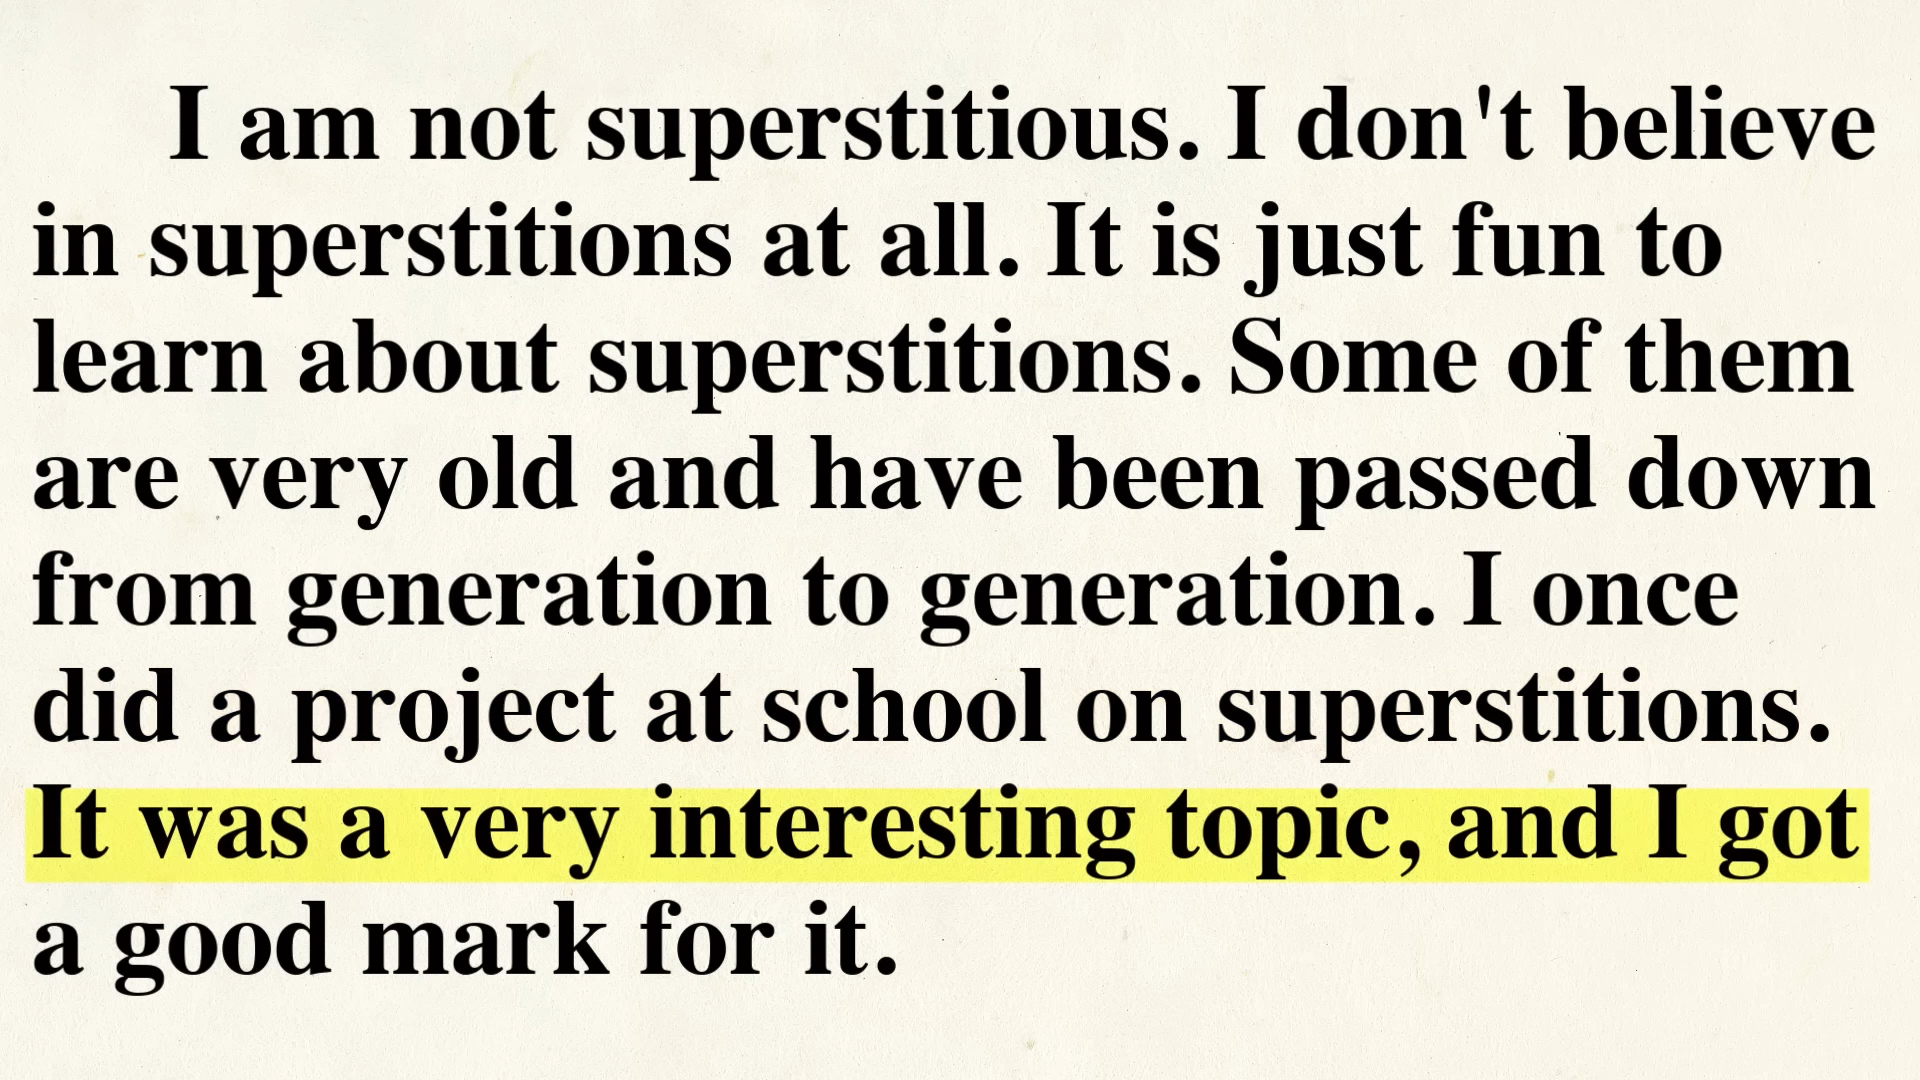 I am not superstitious. I don't believe
in superstitions at all. It is just fun to
learn about superstitions. Some of them
are very old and have been passed down
from generation to generation. I once
did a project at school on superstitions.
It was a very interesting topic, and I got
a good mark for it.